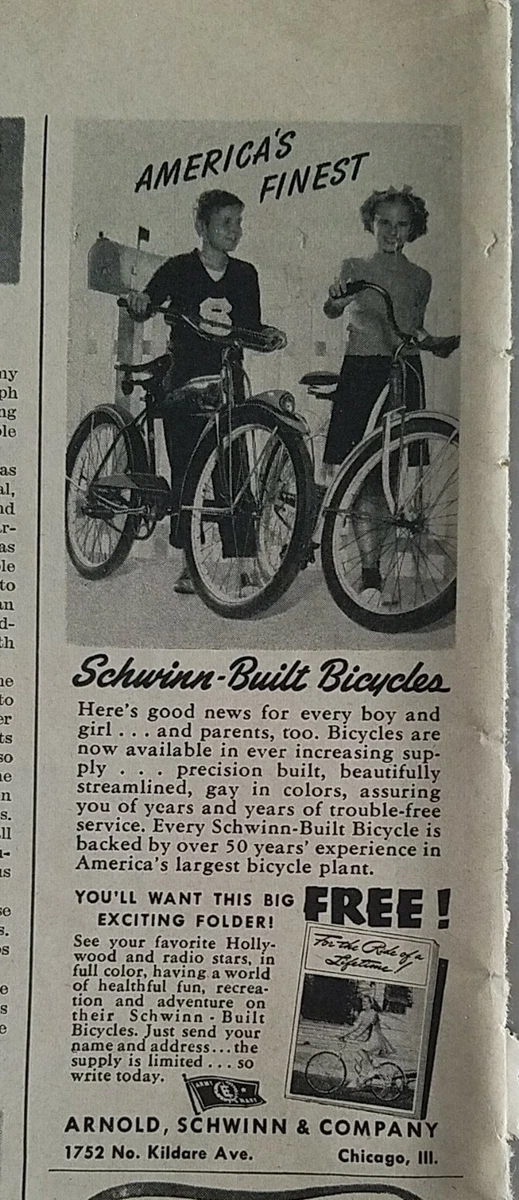 AMERICA'S
FINEST
Schwinn-Built Bicycles
Here's good news for every boy and
girl . . . and parents, too. Bicycles are
now available in ever increasing sup-
ply . . . precision built, beautifully
streamlined, gay in colors, assuring
you of years and years of trouble-free
service. Every Schwinn-Built Bicycle is
backed by over 50 years' experience in
America's largest bicycle plant.
YOU'LL WANT THIS BIG
EXCITING FOLDER!
FREE!
See your favorite Holly-
wood and radio stars, in
full color, having a world
of healthful fun, recrea-
tion and adventure on
their Schwinn-Built
Bicycles. Just send your
name and address...the
supply is limited . . . so
write today.
For the Ride of a
Lifetime
ARMY
E
NAVY
ARNOLD, SCHWINN & COMPANY
1752 No. Kildare Ave.
Chicago, Ill.